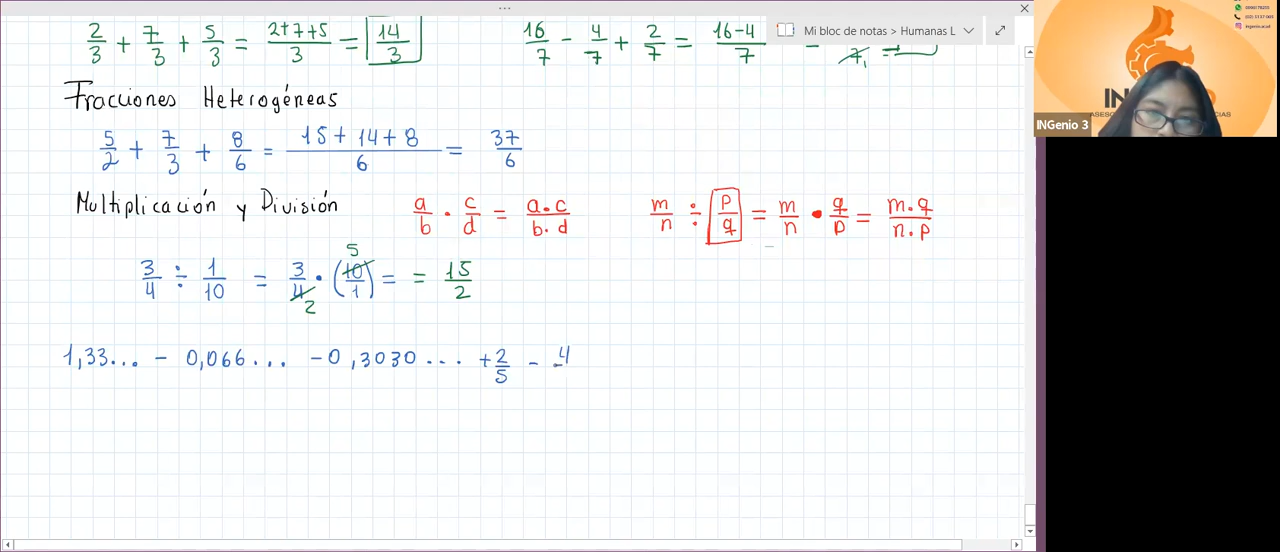 2/3 + 7/3 + 5/3 = 2+7+5/3 = 14/3
16/7 - 4/7 + 2/7 = 16-4/7 =
Mi bloc de notas > Humanas L
Fracciones Heterogéneas
5/2 + 7/3 + 8/6 = 15+14+8/6 = 37/6
Multiplicación y División
a/b · c/d = a.c/b.d
m/n ÷ p/q = m/n • q/p = m.q/n.p
3/4 ÷ 1/10 = 3/4 · (10/1) = = 15/2
5
2
1,33... - 0,066... - 0,3030... + 2/5 - 4
INGenio 3